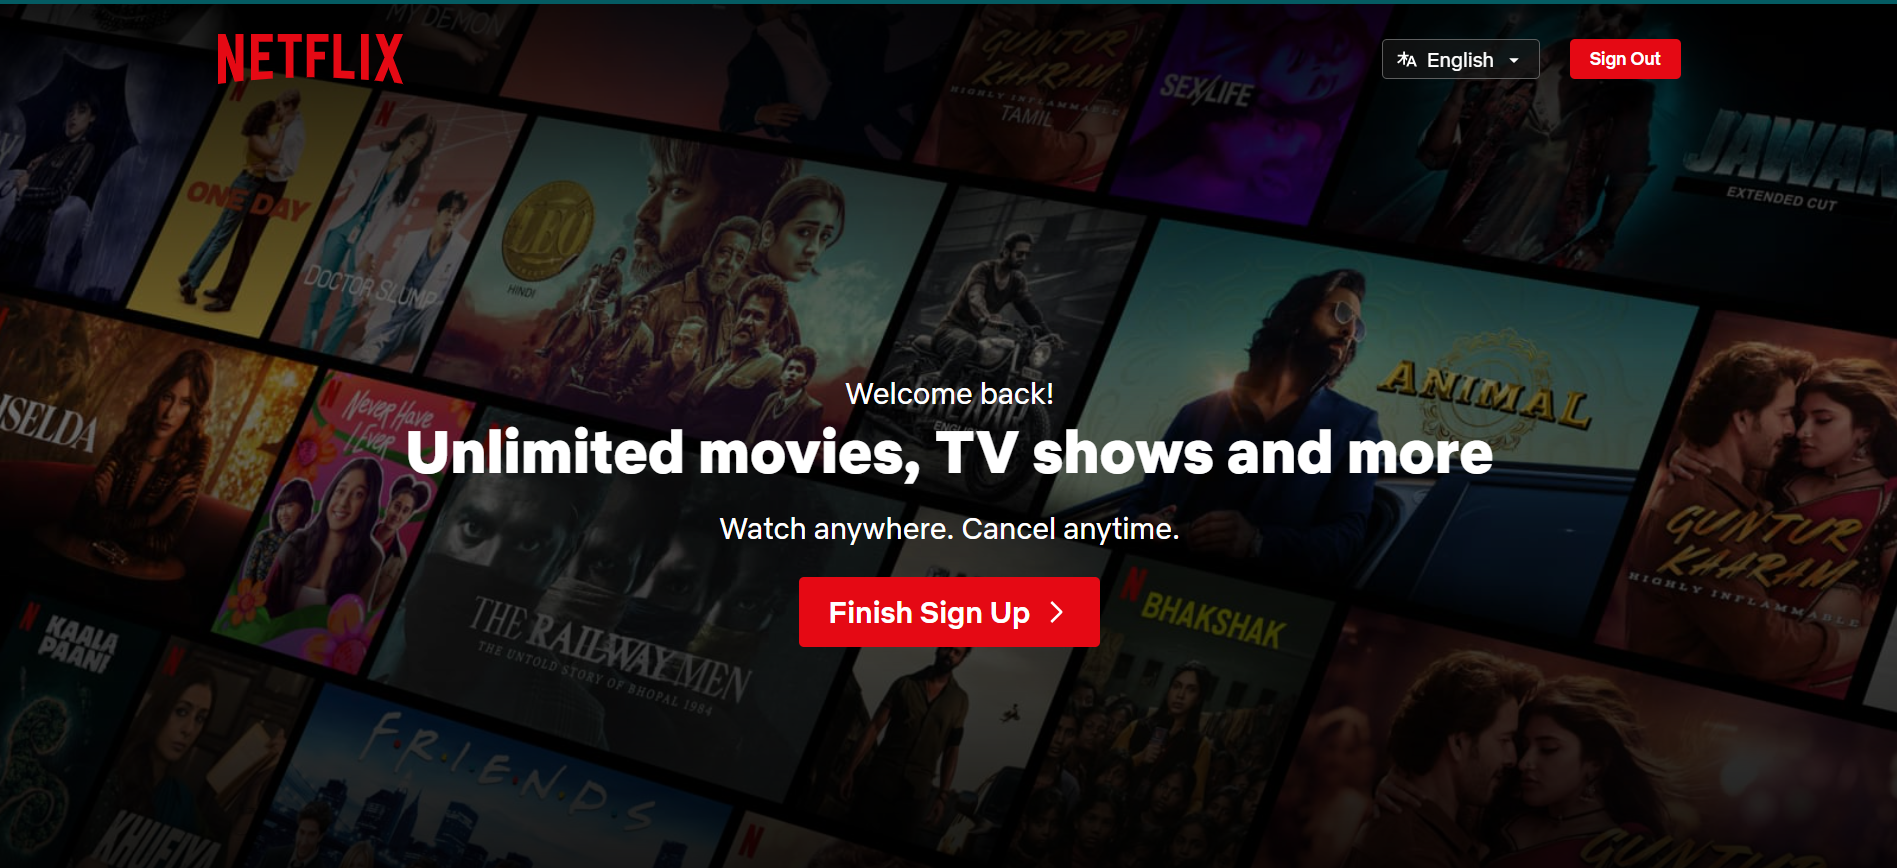 MY DEMON
NETFLIX
English
Sign Out
GUNTUR
KAARAM
HIGHLY INFLAMMABLE
TAMIL
SEX/LIFE
JAWAN
EXTENDED CUT
ONE DAY
DOCTOR SLUMP
LEO
HINDI
ANIMAL
Welcome back!
Unlimited movies, TV shows and more
Watch anywhere. Cancel anytime.
Finish Sign Up
ISELDA
Never Have
I Ever
GUNTUR
KAARAM
HIGHLY INFLAMMABLE
THE RAILWAY MEN
THE UNTOLD STORY OF BHOPAL 1984
BHAKSHAK
KAALA
PAANI
F.R.I.E.N.D.S
KHUFIYA
GUNTUR